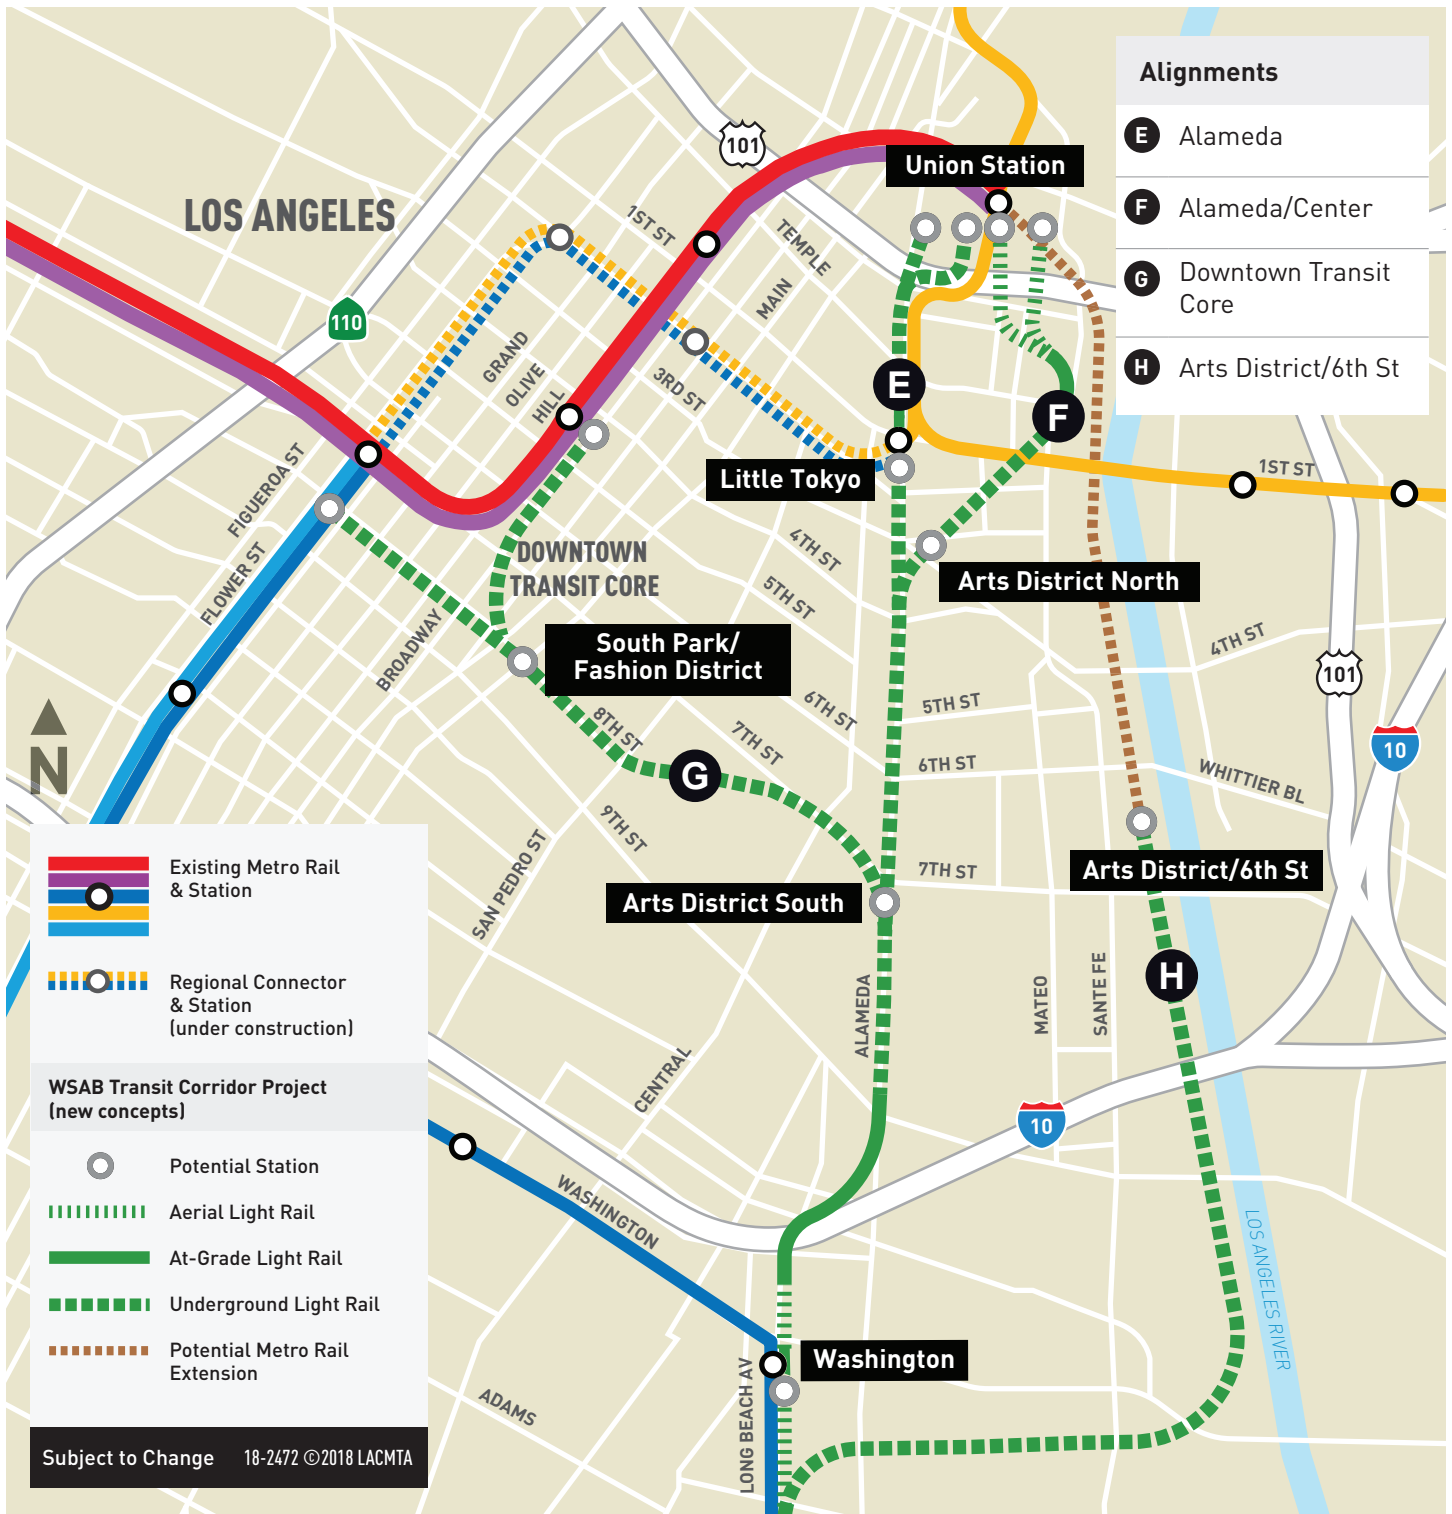 Alignments
E Alameda
F Alameda/Center
G Downtown Transit
Core
H Arts District/6th St
101
Union Station
LOS ANGELES
1ST ST
TEMPLE
MAIN
110
GRAND
OLIVE
HILL
3RD ST
E
F
FIGUEROA ST
Little Tokyo
1ST ST
FLOWER ST
DOWNTOWN
TRANSIT CORE
4TH ST
5TH ST
Arts District North
BROADWAY
South Park/
Fashion District
4TH ST
101
6TH ST
5TH ST
8TH ST
7TH ST
10
N
G
6TH ST
WHITTIER BL
9TH ST
SAN PEDRO ST
7TH ST
Arts District/6th St
Arts District South
H
ALAMEDA
MATEO
SANTE FE
CENTRAL
10
WASHINGTON
LOS ANGELES RIVER
Washington
LONG BEACH AV
ADAMS
Existing Metro Rail
& Station
Regional Connector
& Station
(under construction)
WSAB Transit Corridor Project
(new concepts)
Potential Station
Aerial Light Rail
At-Grade Light Rail
Underground Light Rail
Potential Metro Rail
Extension
Subject to Change 18-2472 ©2018 LACMTA